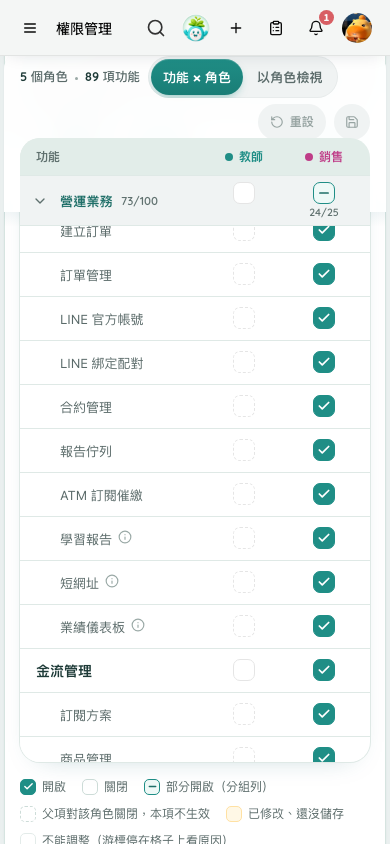 權限管理
1
5 個角色 • 89 項功能
功能 × 角色
以角色檢視
重設
功能
教師
銷售
營運業務 73/100
24/25
建立訂單
訂單管理
LINE 官方帳號
LINE 綁定配對
合約管理
報告佇列
ATM 訂閱催繳
學習報告
短網址
業績儀表板
金流管理
訂閱方案
商品管理
開啟
關閉
部分開啟（分組列）
父項對該角色關閉，本項不生效
已修改、還沒儲存
不能調整（游標停在格子上看原因）